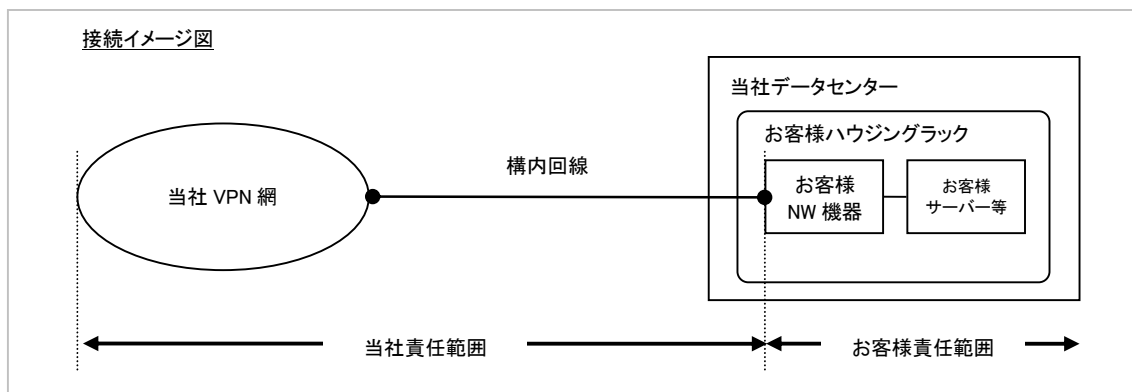 接続イメージ図
当社データセンター
お客様ハウジングラック
構内回線
当社 VPN 網
お客様
NW 機器
お客様
サーバー等
当社責任範囲
お客様責任範囲